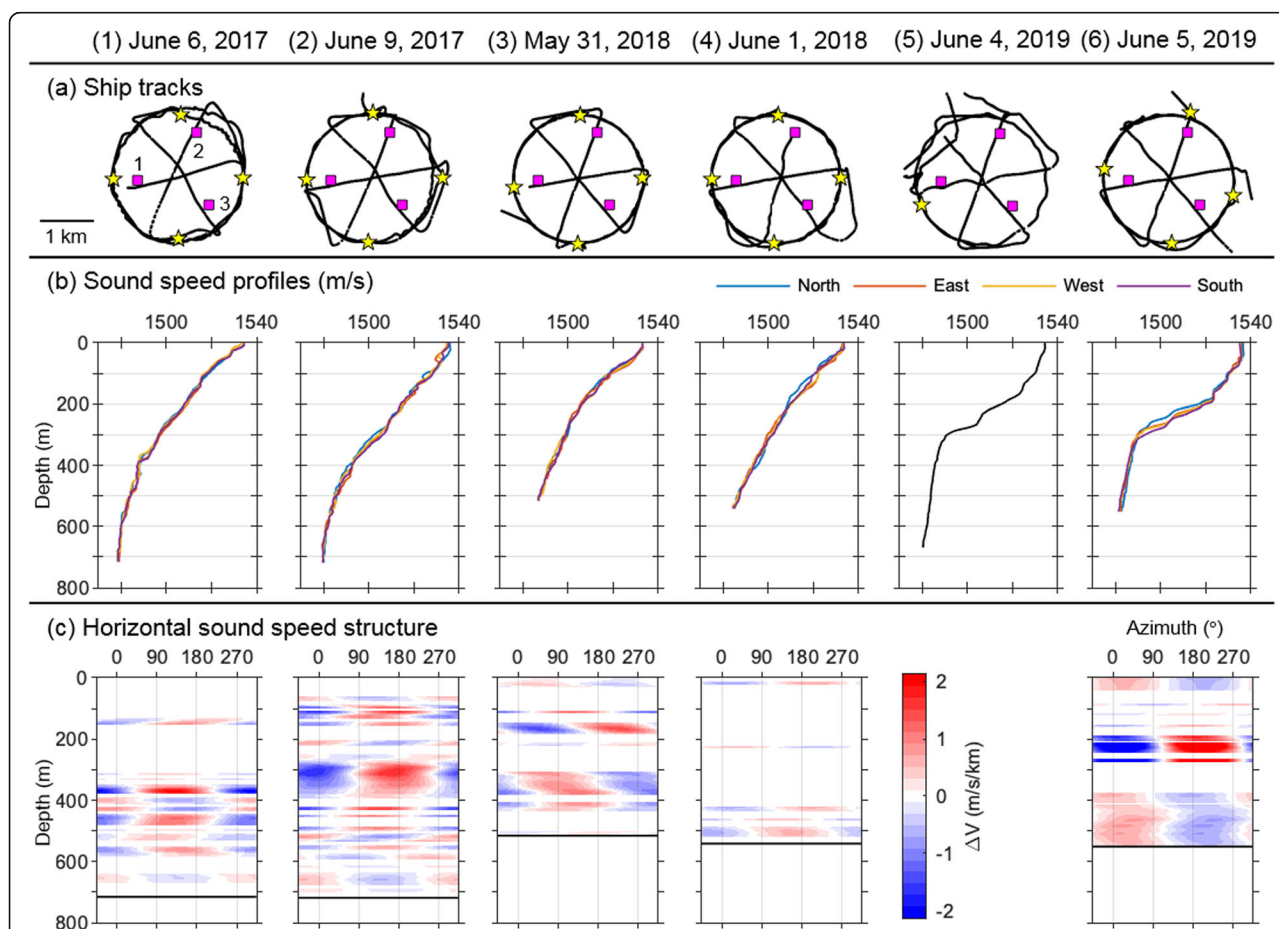 (1) June 6, 2017 (2) June 9, 2017 (3) May 31, 2018 (4) June 1, 2018 (5) June 4, 2019 (6) June 5, 2019
(a) Ship tracks
1 2 3
1 km
(b) Sound speed profiles (m/s)
North East West South
1500 1540 1500 1540 1500 1540 1500 1540 1500 1540 1500 1540
0
200
400
600
800
Depth (m)
(c) Horizontal sound speed structure
Azimuth (°)
0 90 180 270 0 90 180 270 0 90 180 270 0 90 180 270 0 90 180 270
0
200
400
600
800
Depth (m)
2
1
0
-1
-2
ΔV (m/s/km)